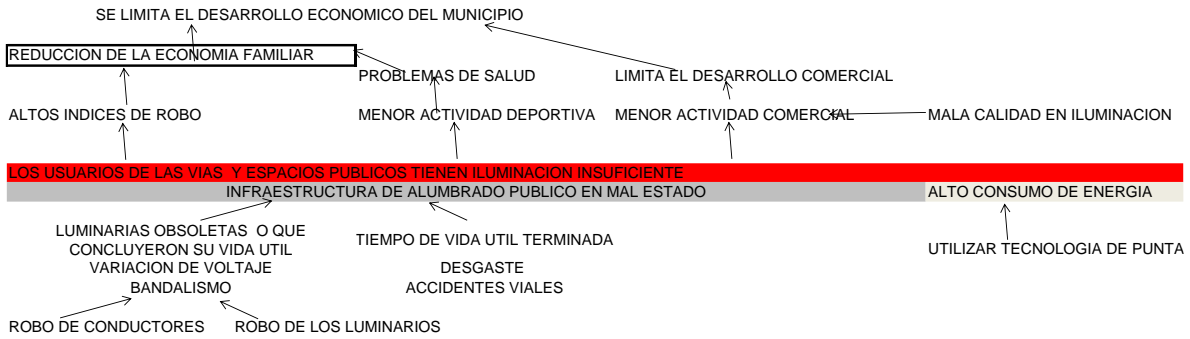 SE LIMITA EL DESARROLLO ECONOMICO DEL MUNICIPIO
REDUCCION DE LA ECONOMIA FAMILIAR
PROBLEMAS DE SALUD
LIMITA EL DESARROLLO COMERCIAL
ALTOS INDICES DE ROBO
MENOR ACTIVIDAD DEPORTIVA
MENOR ACTIVIDAD COMERCIAL
MALA CALIDAD EN ILUMINACION
LOS USUARIOS DE LAS VIAS Y ESPACIOS PUBLICOS TIENEN ILUMINACION INSUFICIENTE
INFRAESTRUCTURA DE ALUMBRADO PUBLICO EN MAL ESTADO
ALTO CONSUMO DE ENERGIA
LUMINARIAS OBSOLETAS O QUE
CONCLUYERON SU VIDA UTIL
TIEMPO DE VIDA UTIL TERMINADA
UTILIZAR TECNOLOGIA DE PUNTA
VARIACION DE VOLTAJE
DESGASTE
BANDALISMO
ACCIDENTES VIALES
ROBO DE CONDUCTORES
ROBO DE LOS LUMINARIOS